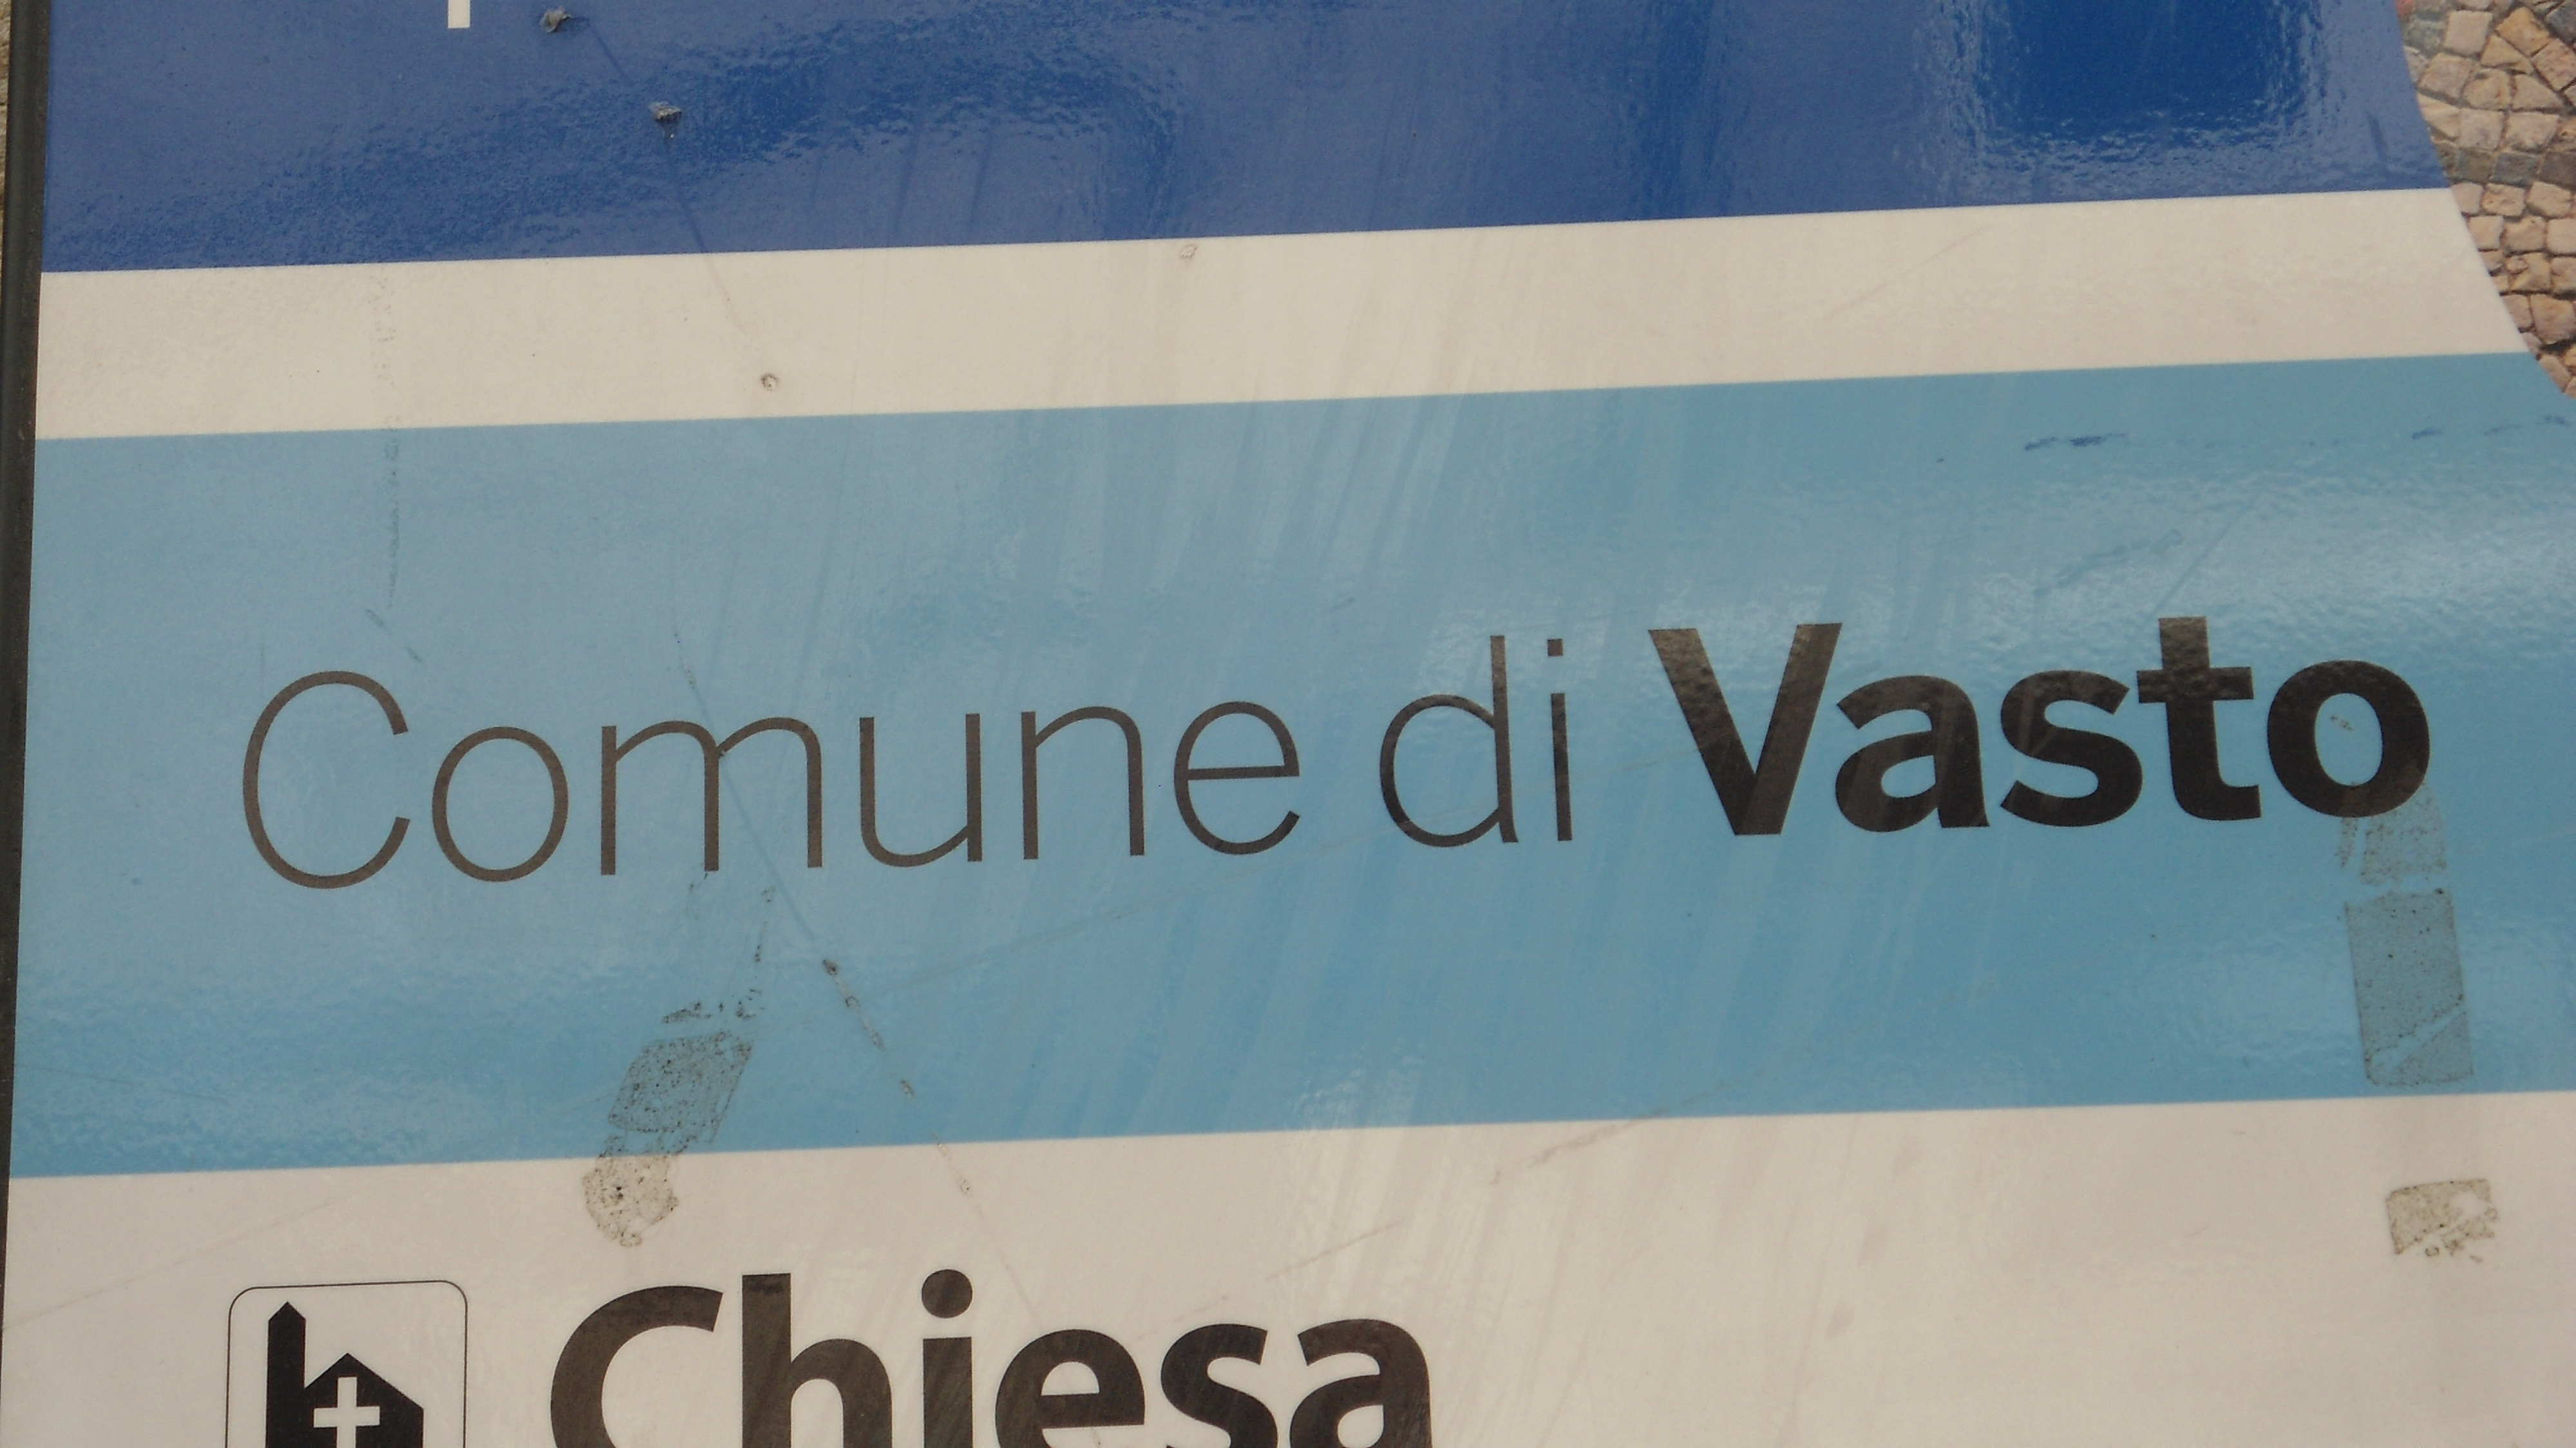 Comune di Vasto
Chiesa